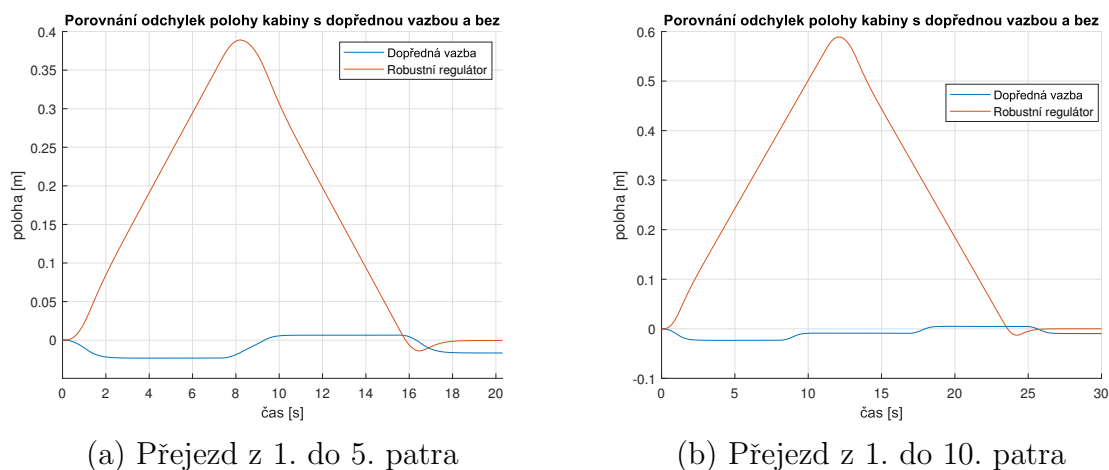 Porovnání odchylek polohy kabiny s dopřednou vazbou a bez
0.4
0.35
0.3
0.25
0.2
0.15
0.1
0.05
0
poloha [m]
Dopředná vazba
Robustní regulátor
0 2 4 6 8 10 12 14 16 18 20
čas [s]
(a) Přejezd z 1. do 5. patra
Porovnání odchylek polohy kabiny s dopřednou vazbou a bez
0.6
0.5
0.4
0.3
0.2
0.1
0
-0.1
poloha [m]
Dopředná vazba
Robustní regulátor
0 5 10 15 20 25 30
čas [s]
(b) Přejezd z 1. do 10. patra